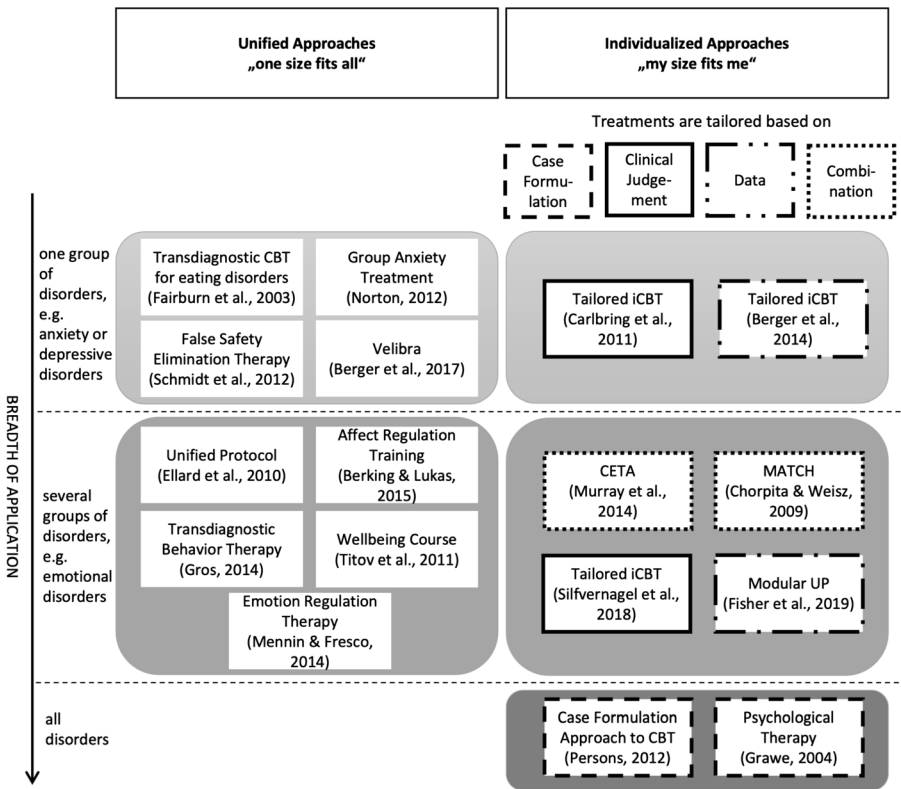 Unified Approaches
„one size fits all“
Individualized Approaches
„my size fits me“
Treatments are tailored based on
Case
Formu-
lation
Clinical
Judge-
ment
Data
Combi-
nation
BREADTH OF APPLICATION
one group
of
disorders,
e.g.
anxiety or
depressive
disorders
Transdiagnostic CBT
for eating disorders
(Fairburn et al., 2003)
Group Anxiety
Treatment
(Norton, 2012)
False Safety
Elimination Therapy
(Schmidt et al., 2012)
Velibra
(Berger et al., 2017)
Tailored iCBT
(Carlbring et al.,
2011)
Tailored iCBT
(Berger et al.,
2014)
several
groups of
disorders,
e.g.
emotional
disorders
Unified Protocol
(Ellard et al., 2010)
Affect Regulation
Training
(Berking & Lukas,
2015)
Transdiagnostic
Behavior Therapy
(Gros, 2014)
Wellbeing Course
(Titov et al., 2011)
Emotion Regulation
Therapy
(Mennin & Fresco,
2014)
CETA
(Murray et al.,
2014)
MATCH
(Chorpita & Weisz,
2009)
Tailored iCBT
(Silfvernagel et al.,
2018)
Modular UP
(Fisher et al., 2019)
all
disorders
Case Formulation
Approach to CBT
(Persons, 2012)
Psychological
Therapy
(Grawe, 2004)